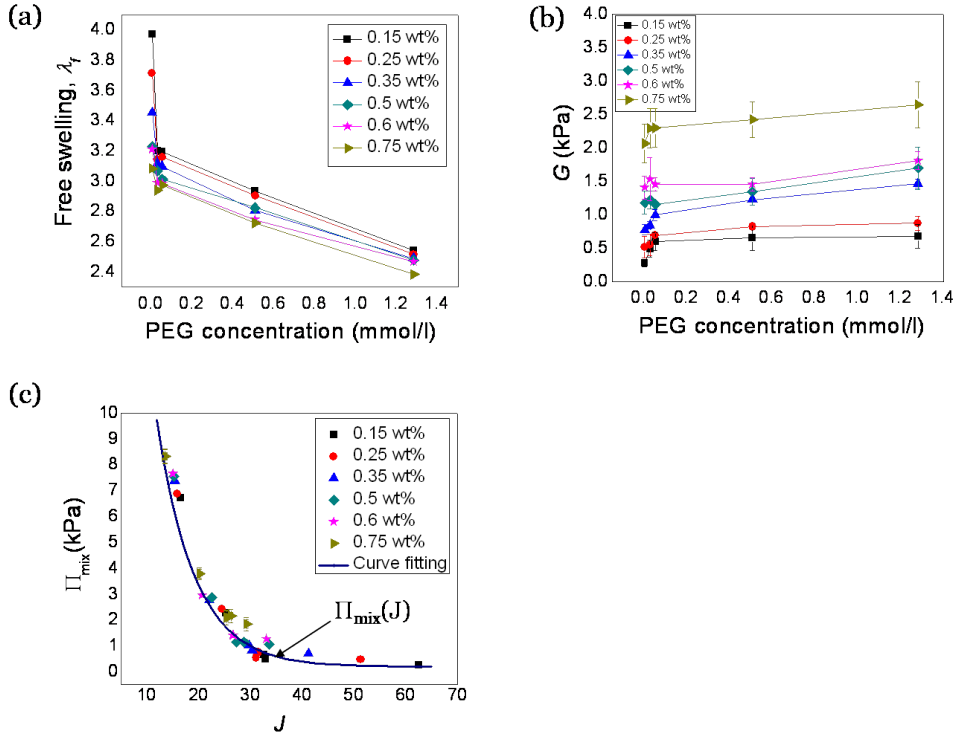 (a)
4.0
3.8
3.6
3.4
3.2
3.0
2.8
2.6
2.4
Free swelling, λf
0.15 wt%
0.25 wt%
0.35 wt%
0.5 wt%
0.6 wt%
0.75 wt%
0.0 0.2 0.4 0.6 0.8 1.0 1.2 1.4
PEG concentration (mmol/l)
(b)
4.0
3.5
3.0
2.5
2.0
1.5
1.0
0.5
0.0
G (kPa)
0.15 wt%
0.25 wt%
0.35 wt%
0.5 wt%
0.6 wt%
0.75 wt%
0.0 0.2 0.4 0.6 0.8 1.0 1.2 1.4
PEG concentration (mmol/l)
(c)
10
9
8
7
6
5
4
3
2
1
0
Πmix(kPa)
0.15 wt%
0.25 wt%
0.35 wt%
0.5 wt%
0.6 wt%
0.75 wt%
Curve fitting
Πmix(J)
10 20 30 40 50 60 70
J